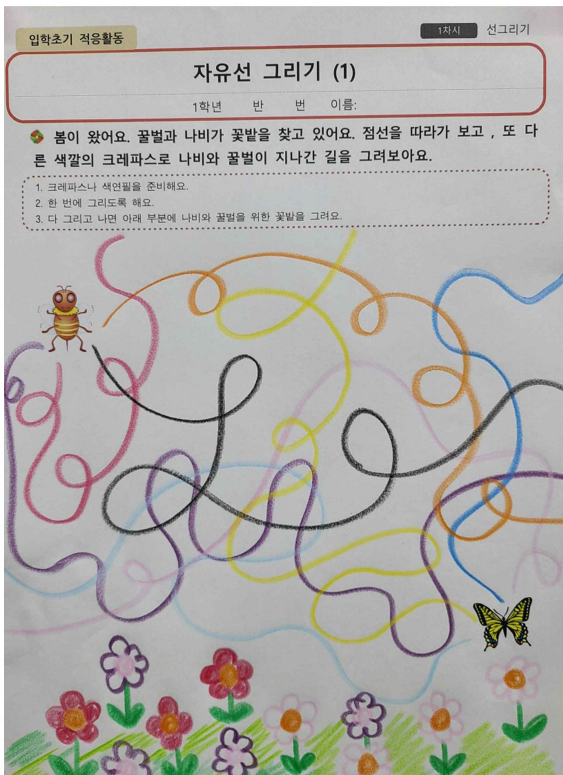 입학초기 적응활동
1차시 선그리기
자유선 그리기 (1)
1학년 반 번 이름:
봄이 왔어요. 꿀벌과 나비가 꽃밭을 찾고 있어요. 점선을 따라가 보고 , 또 다
른 색깔의 크레파스로 나비와 꿀벌이 지나간 길을 그려보아요.
1. 크레파스나 색연필을 준비해요.
2. 한 번에 그리도록 해요.
3. 다 그리고 나면 아래 부분에 나비와 꿀벌을 위한 꽃밭을 그려요.